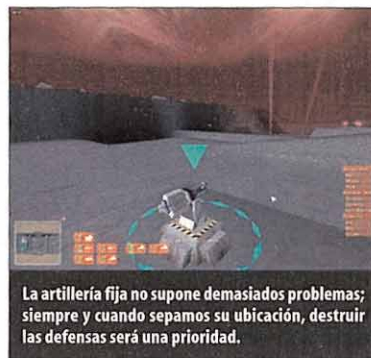 La artillería fija no supone demasiados problemas;
siempre y cuando sepamos su ubicación, destruir
las defensas será una prioridad.